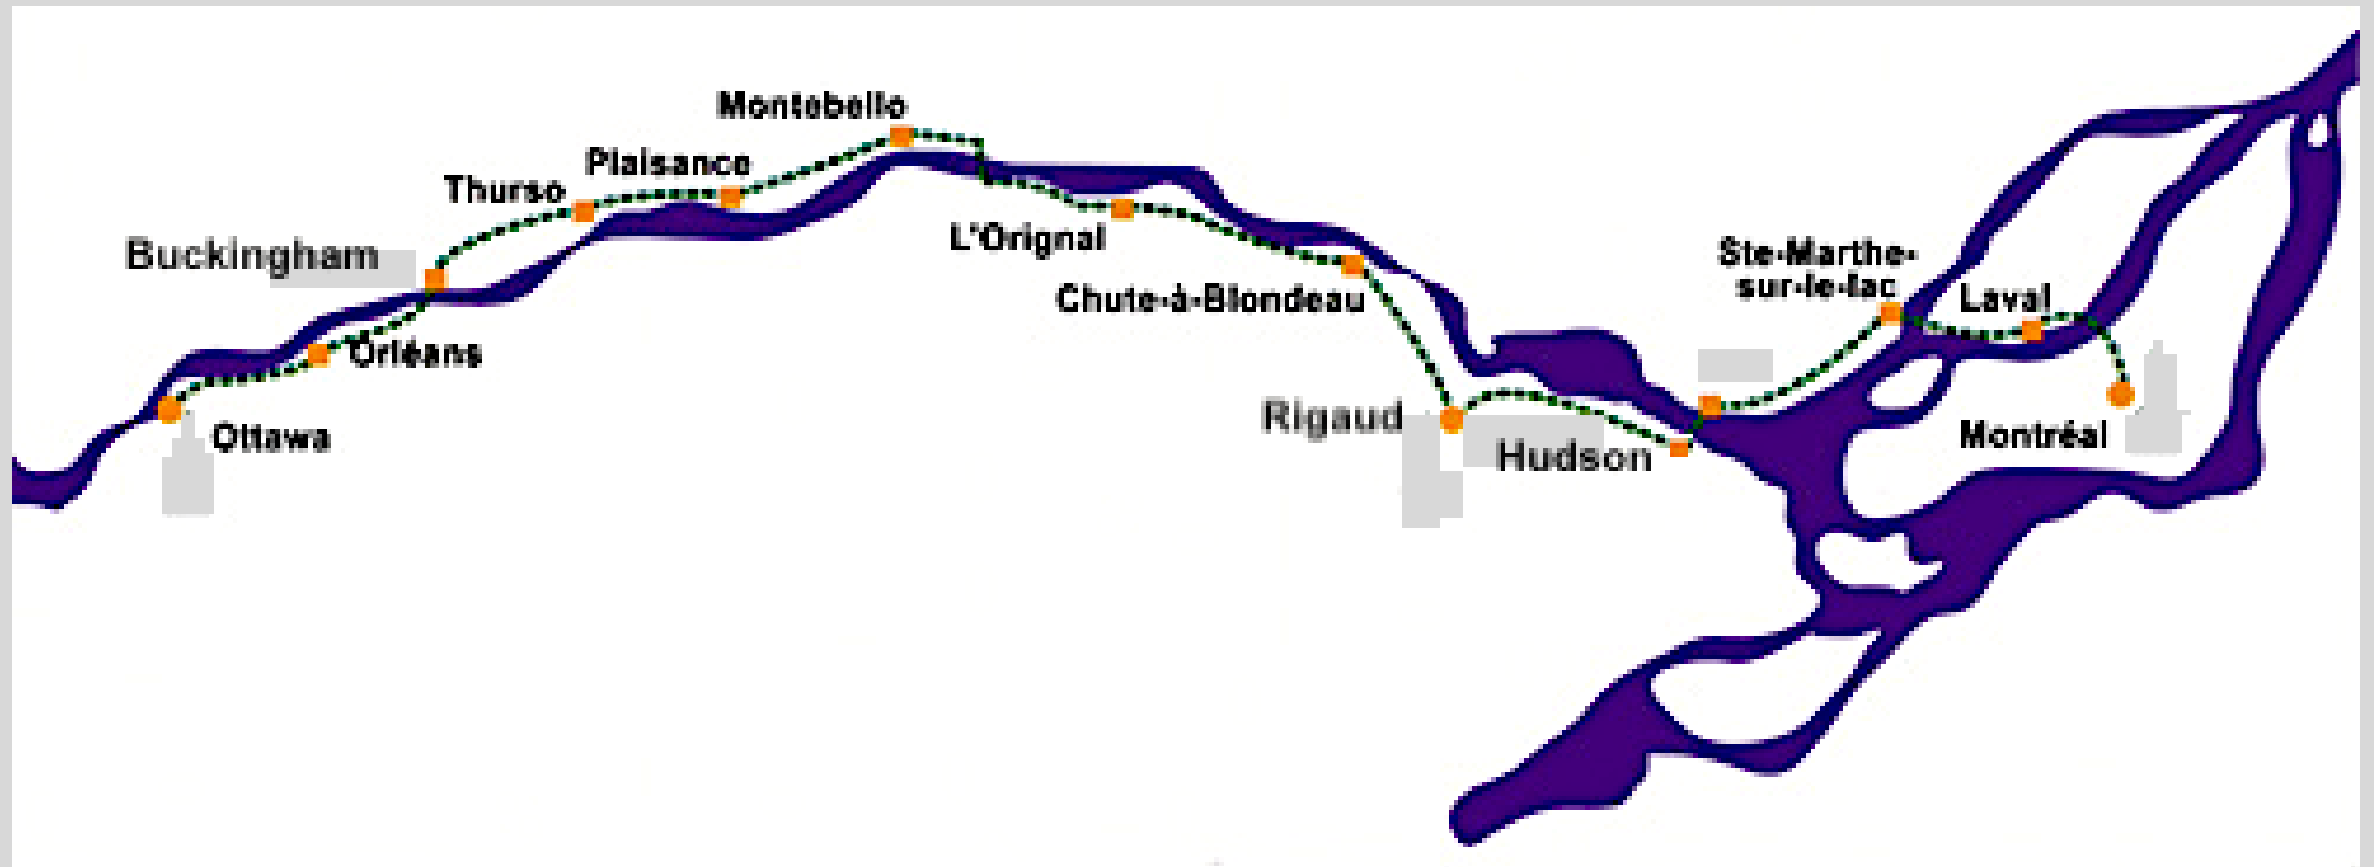 Montebello
Plaisance
Thurso
Buckingham
L'Orignal
Ste-Marthe-
sur-le-lac
Laval
Chute-à-Blondeau
Orléans
Rigaud
Ottawa
Hudson
Montréal